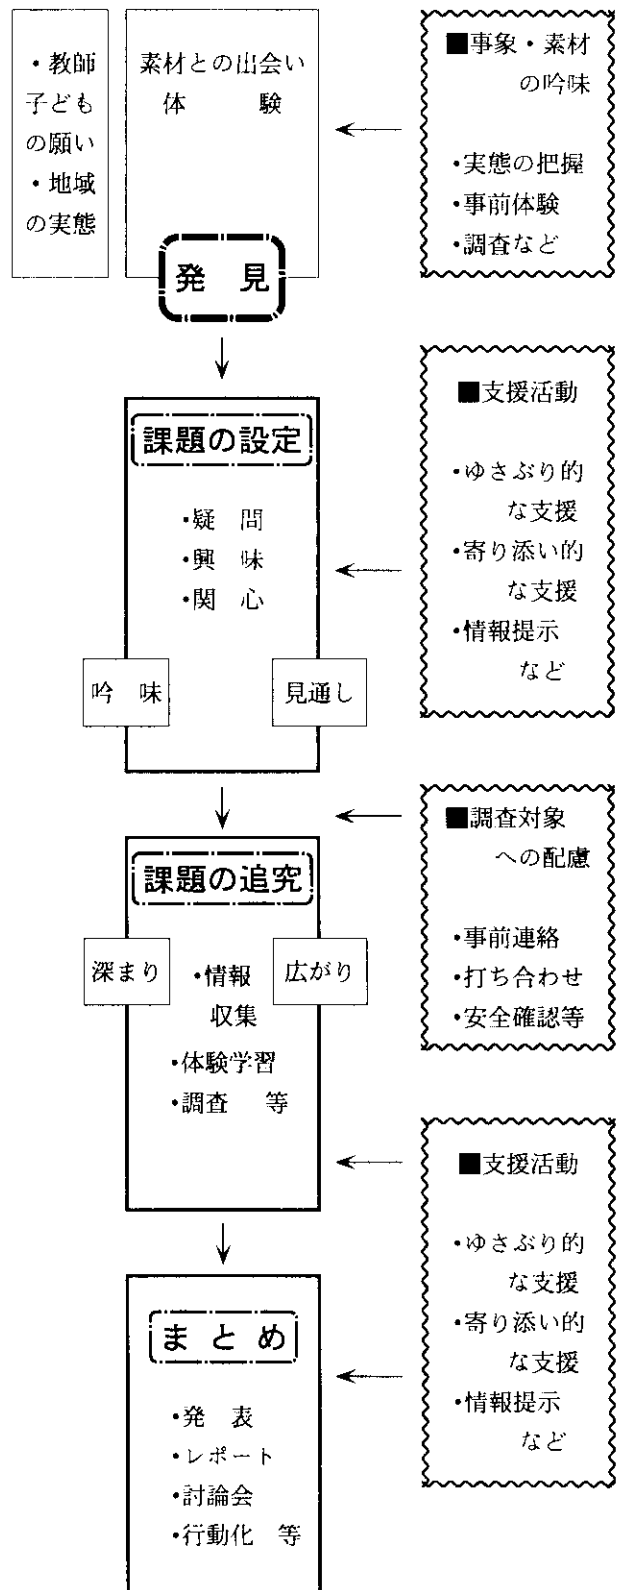 ・教師
子ども
の願い
・地域
の実態
素材との出会い
体　　　験
発　見
■事象・素材
の吟味
・実態の把握
・事前体験
・調査など
課題の設定
・疑　問
・興　味
・関　心
吟　味
見通し
■支援活動
・ゆさぶり的
な支援
・寄り添い的
な支援
・情報提示
など
■調査対象
への配慮
・事前連絡
・打ち合わせ
・安全確認等
課題の追究
深まり
・情報
収集
広がり
・体験学習
・調査　等
■支援活動
・ゆさぶり的
な支援
・寄り添い的
な支援
・情報提示
など
ま　と　め
・発　表
・レポート
・討論会
・行動化　等